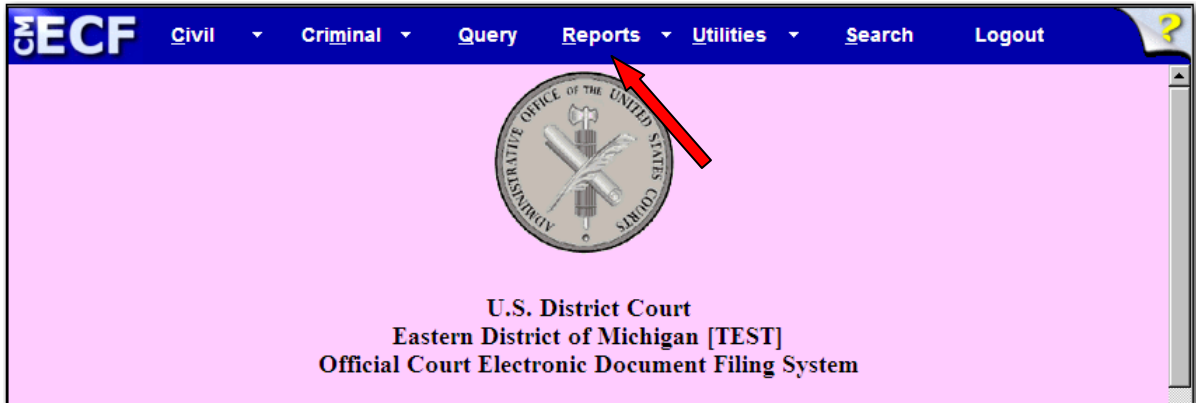 CM ECF Civil Criminal Query Reports Utilities Search Logout ?
ADMINISTRATIVE OFFICE OF THE UNITED STATES COURTS
U.S. District Court
Eastern District of Michigan [TEST]
Official Court Electronic Document Filing System